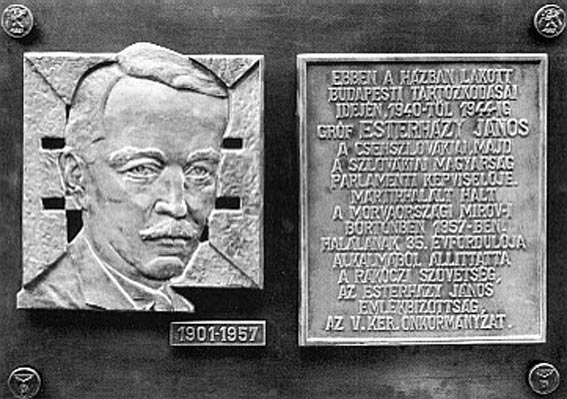 EBBEN A HÁZBAN LAKOTT
BUDAPESTI TARTÓZKODÁSAI
IDEJÉN, 1940-TŐL 1944-IG
GRÓF ESTERHÁZY JÁNOS
A CSEHSZLOVÁKIAI, MAJD
A SZLOVÁKIAI MAGYARSÁG
PARLAMENTI KÉPVISELŐJE.
MÁRTÍRHALÁLT HALT
A MORVAORSZÁGI MIROV-I
BÖRTÖNBEN 1957-BEN.
HALÁLÁNAK 35. ÉVFORDULÓJA
ALKALMÁBÓL ÁLLÍTTATTA
A RÁKÓCZI SZÖVETSÉG,
AZ ESTERHÁZY JÁNOS
EMLÉKBIZOTTSÁG,
AZ V. KER. ÖNKORMÁNYZAT.
1901-1957